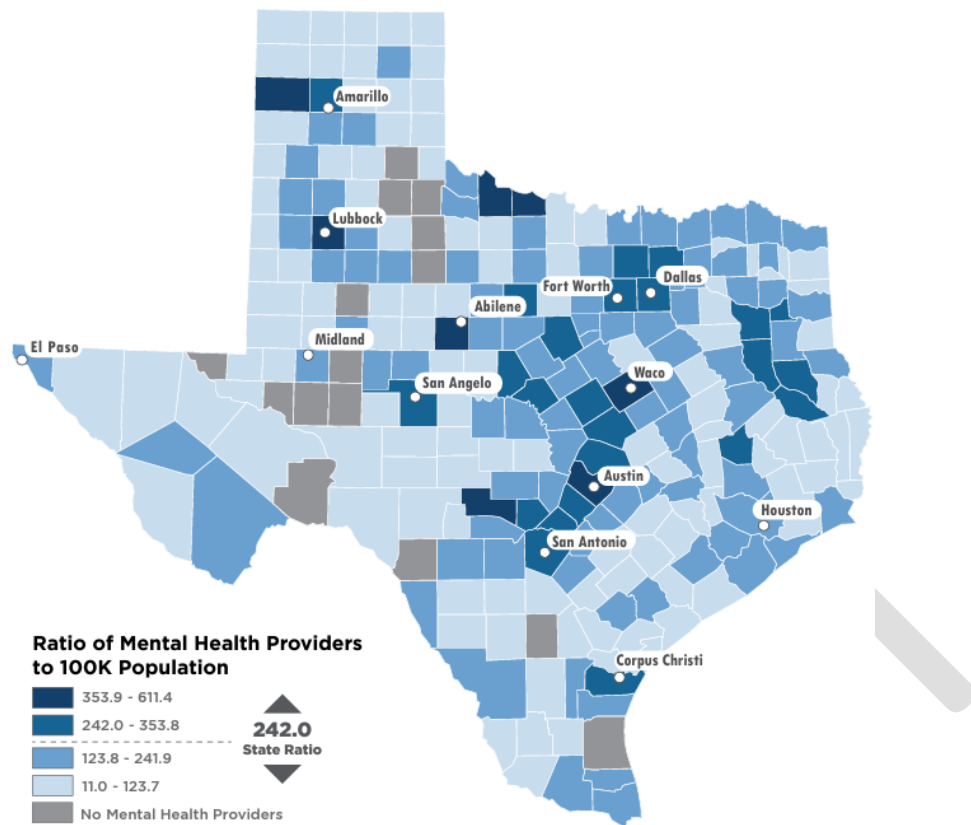 Amarillo
Lubbock
Fort Worth
Dallas
Abilene
El Paso
Midland
San Angelo
Waco
Austin
Houston
San Antonio
Corpus Christi
Ratio of Mental Health Providers
to 100K Population
353.9 - 611.4
242.0 - 353.8
242.0
State Ratio
123.8 - 241.9
11.0 - 123.7
No Mental Health Providers